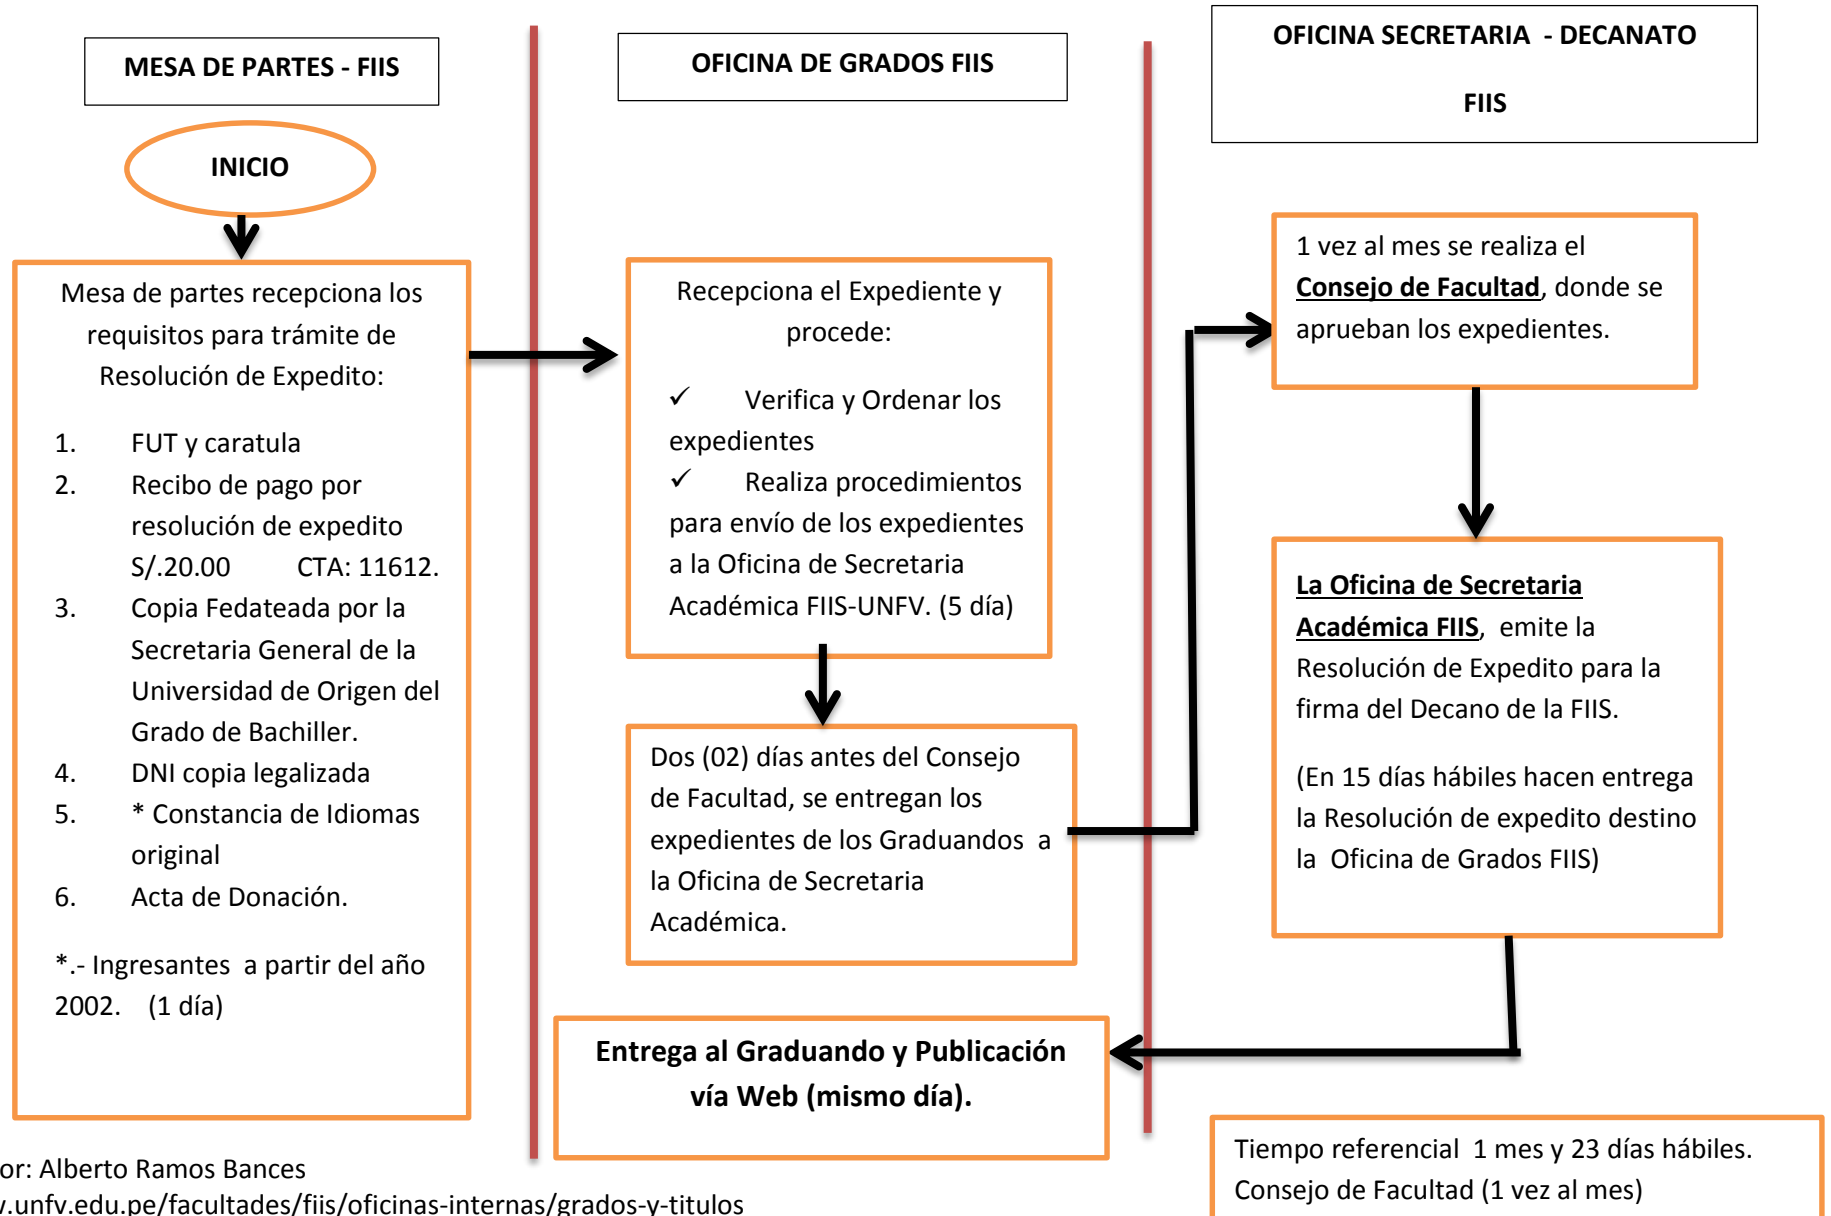 MESA DE PARTES - FIIS
INICIO
Mesa de partes recepciona los
requisitos para trámite de
Resolución de Expedito:
1. FUT y caratula
2. Recibo de pago por
resolución de expedito
S/.20.00 CTA: 11612.
3. Copia Fedateada por la
Secretaria General de la
Universidad de Origen del
Grado de Bachiller.
4. DNI copia legalizada
5. * Constancia de Idiomas
original
6. Acta de Donación.
*.- Ingresantes a partir del año
2002. (1 día)
OFICINA DE GRADOS FIIS
Recepciona el Expediente y
procede:
✓ Verifica y Ordenar los
expedientes
✓ Realiza procedimientos
para envío de los expedientes
a la Oficina de Secretaria
Académica FIIS-UNFV. (5 día)
Dos (02) días antes del Consejo
de Facultad, se entregan los
expedientes de los Graduandos a
la Oficina de Secretaria
Académica.
OFICINA SECRETARIA - DECANATO
FIIS
1 vez al mes se realiza el
Consejo de Facultad, donde se
aprueban los expedientes.
La Oficina de Secretaria
Académica FIIS, emite la
Resolución de Expedito para la
firma del Decano de la FIIS.
(En 15 días hábiles hacen entrega
la Resolución de expedito destino
la Oficina de Grados FIIS)
Entrega al Graduando y Publicación
vía Web (mismo día).
Tiempo referencial 1 mes y 23 días hábiles.
Consejo de Facultad (1 vez al mes)
or: Alberto Ramos Bances
.unfv.edu.pe/facultades/fiis/oficinas-internas/grados-y-titulos